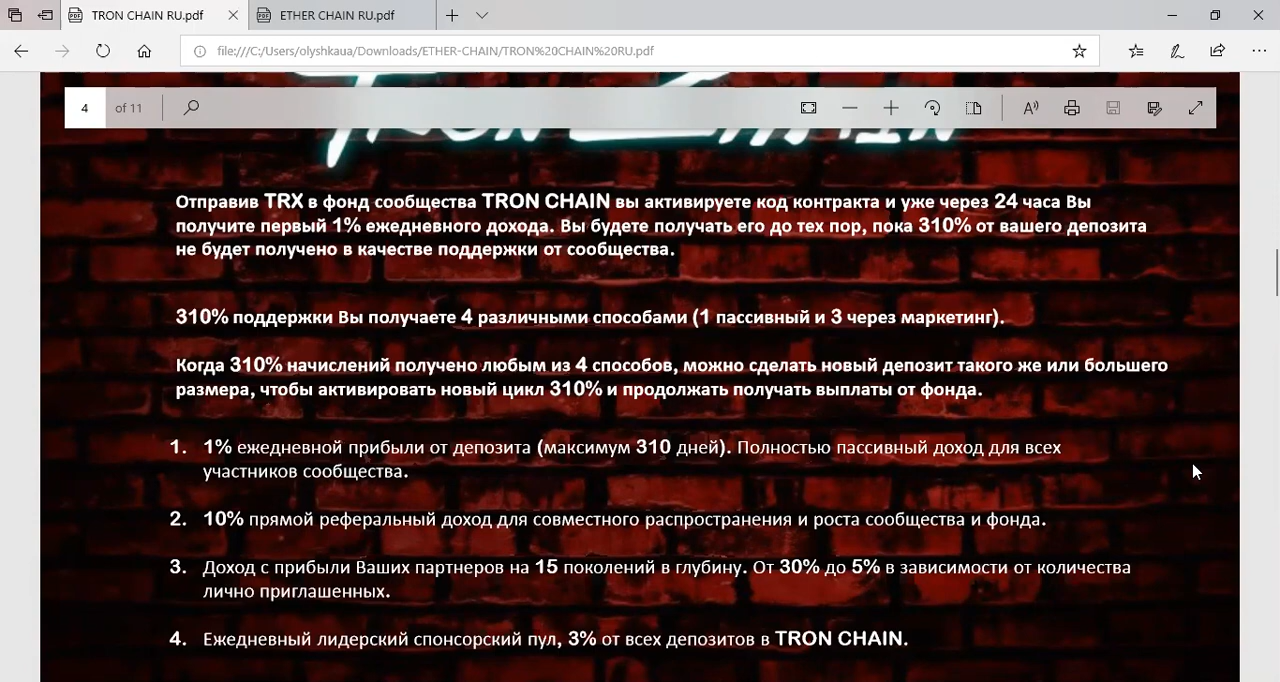 TRON CHAIN RU.pdf
ETHER CHAIN RU.pdf
file:///C:/Users/olyshkaua/Downloads/ETHER-CHAIN/TRON%20CHAIN%20RU.pdf
4 of 11
TRON CHAIN
Отправив TRX в фонд сообщества TRON CHAIN вы активируете код контракта и уже через 24 часа Вы
получите первый 1% ежедневного дохода. Вы будете получать его до тех пор, пока 310% от вашего депозита
не будет получено в качестве поддержки от сообщества.
310% поддержки Вы получаете 4 различными способами (1 пассивный и 3 через маркетинг).
Когда 310% начислений получено любым из 4 способов, можно сделать новый депозит такого же или большего
размера, чтобы активировать новый цикл 310% и продолжать получать выплаты от фонда.
1. 1% ежедневной прибыли от депозита (максимум 310 дней). Полностью пассивный доход для всех
участников сообщества.
2. 10% прямой реферальный доход для совместного распространения и роста сообщества и фонда.
3. Доход с прибыли Ваших партнеров на 15 поколений в глубину. От 30% до 5% в зависимости от количества
лично приглашенных.
4. Ежедневный лидерский спонсорский пул, 3% от всех депозитов в TRON CHAIN.